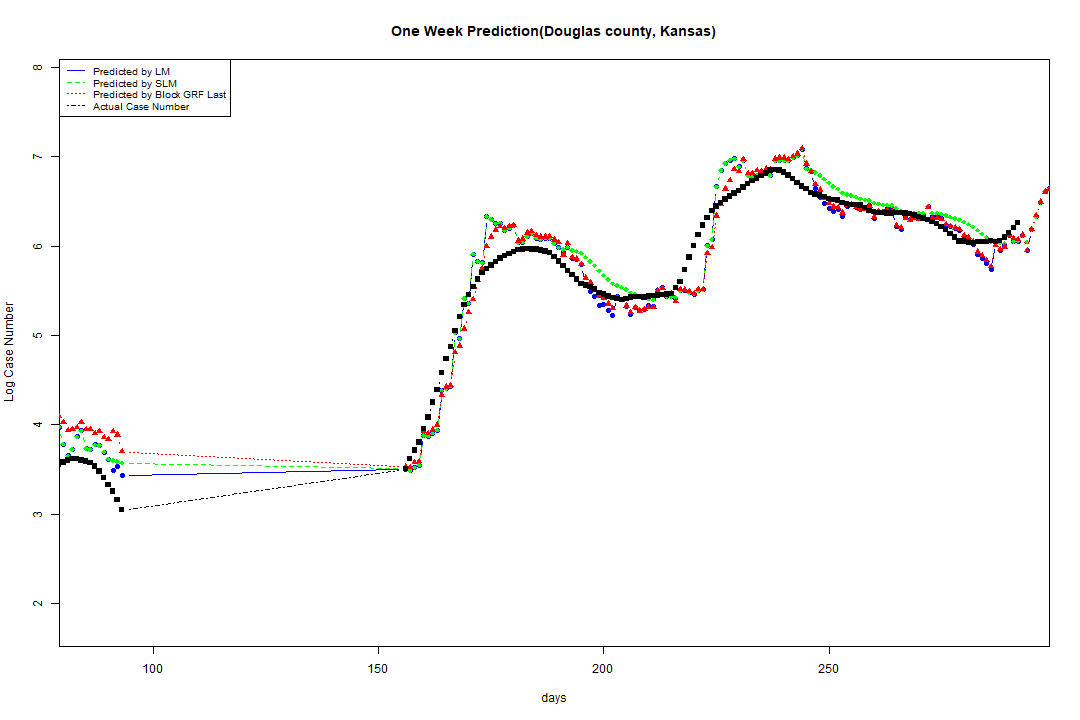 One Week Prediction(Douglas county, Kansas)
Predicted by LM
Predicted by SLM
Predicted by Block GRF Last
Actual Case Number
8
7
6
5
4
3
2
Log Case Number
100
150
200
250
days